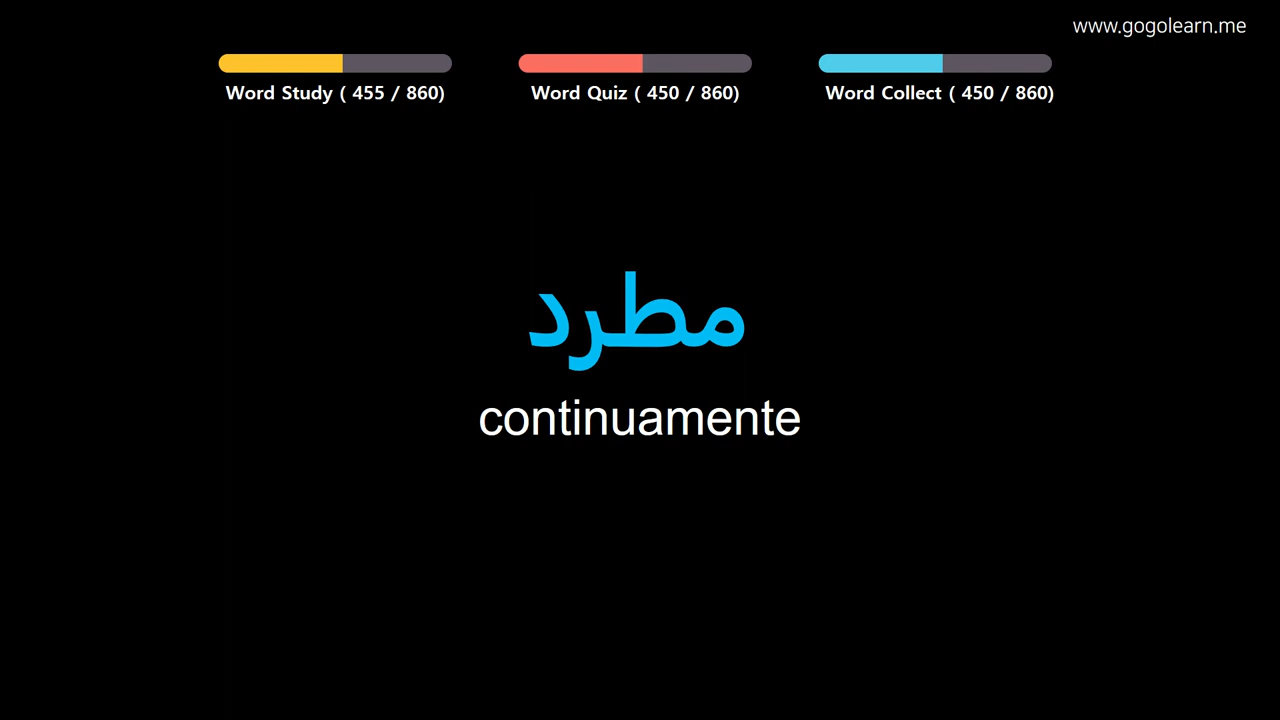 www.gogolearn.me
Word Study ( 455 / 860)
Word Quiz ( 450 / 860)
Word Collect ( 450 / 860)
مطرد
continuamente